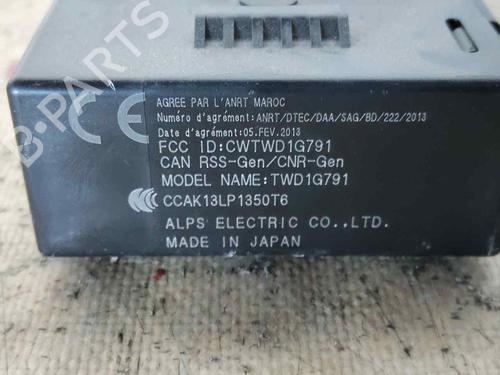 AGREE PAR L'ANRT MAROC
Numéro d'agrément:ANRT/DTEC/DAA/SAG/BD/222/2013
Date d'agrément:05.FEV.2013
FCC ID:CWTWD1G791
CAN RSS-Gen/CNR-Gen
MODEL NAME:TWD1G791
CCAK13LP1350T6
ALPS ELECTRIC CO.,LTD.
MADE IN JAPAN
CE
B-PARTS